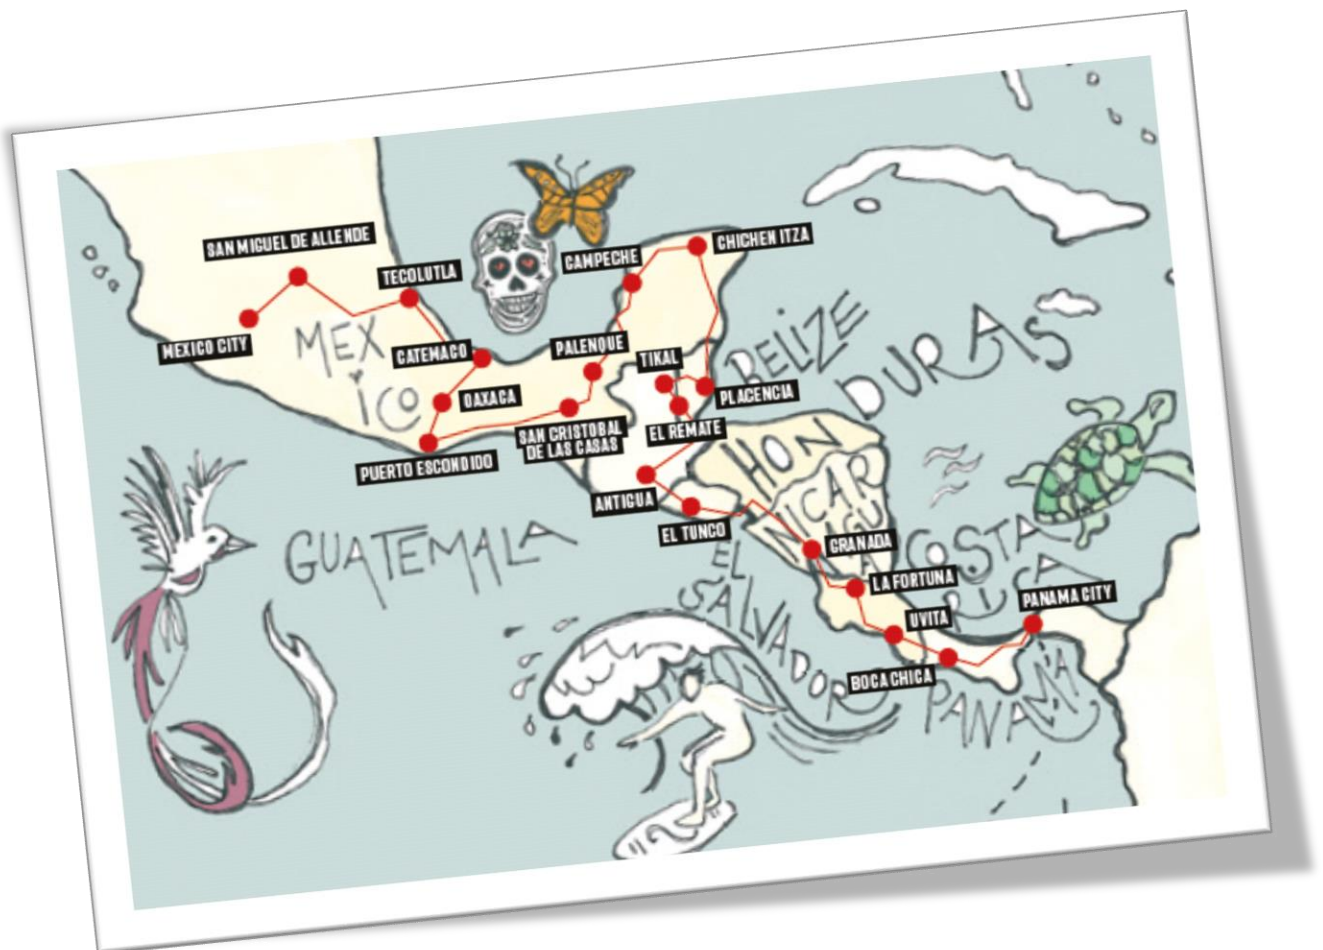 SAN MIGUEL DE ALLENDE
MEXICO CITY
TECOLUTLA
MEX
iCO
CATEMACO
OAXACA
PUERTO ESCONDIDO
SAN CRISTOBAL
DE LAS CASAS
PALENQUE
CAMPECHE
CHICHEN ITZA
TIKAL
PLACENCIA
EL REMATE
BELIZE
HON
DURAS
ANTIGUA
GUATEMALA
EL TUNCO
EL
SALVADOR
NICAR
AGU
A
GRANADA
LA FORTUNA
COSTA
RICA
UVITA
BOCA CHICA
PANAMA CITY
PANAMA